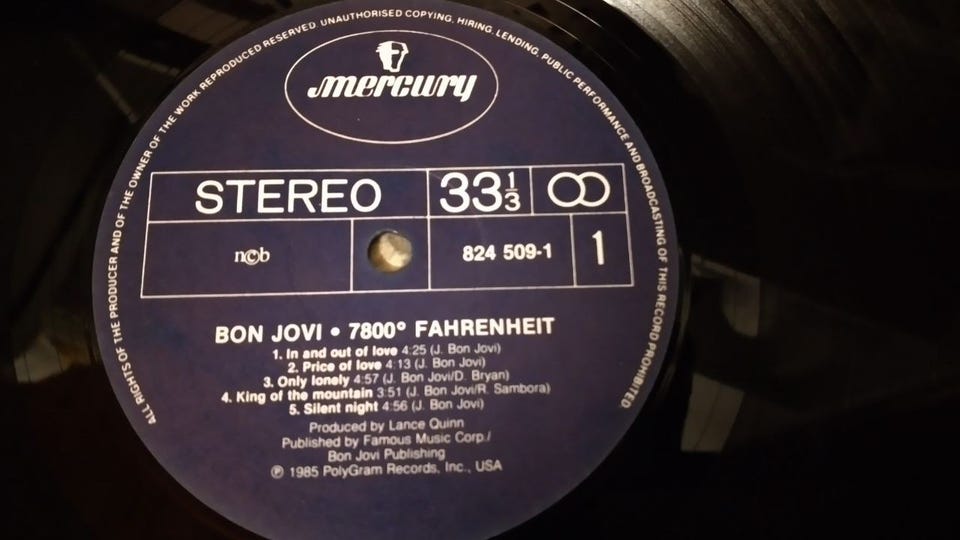 ALL RIGHTS OF THE PRODUCER AND OF THE OWNER OF THE WORK REPRODUCED RESERVED. UNAUTHORISED COPYING, HIRING, LENDING, PUBLIC PERFORMANCE AND BROADCASTING OF THIS RECORD PROHIBITED
mercury
STEREO 33 1/3
n©b 824 509-1 1
BON JOVI • 7800° FAHRENHEIT
1. In and out of love 4:25 (J. Bon Jovi)
2. Price of love 4:13 (J. Bon Jovi)
3. Only lonely 4:57 (J. Bon Jovi/D. Bryan)
4. King of the mountain 3:51 (J. Bon Jovi/R. Sambora)
5. Silent night 4:56 (J. Bon Jovi)
Produced by Lance Quinn
Published by Famous Music Corp./
Bon Jovi Publishing
℗ 1985 PolyGram Records, Inc., USA